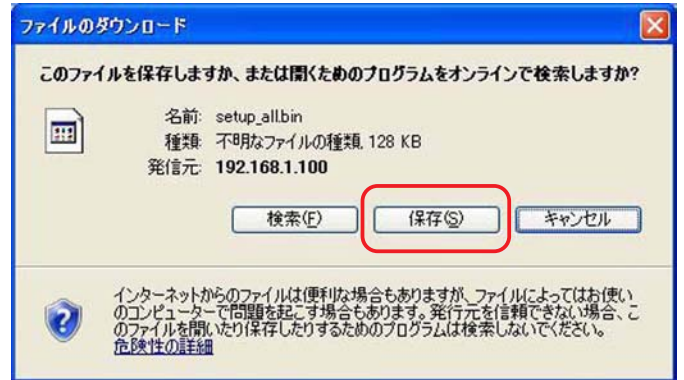 ファイルのダウンロード
このファイルを保存しますか、または開くためのプログラムをオンラインで検索しますか?
名前: setup_all.bin
種類: 不明なファイルの種類, 128 KB
発信元: 192.168.1.100
検索(F) 保存(S) キャンセル
インターネットからのファイルは便利な場合もありますが、ファイルによってはお使い
のコンピューターで問題を起こす場合もあります。発行元を信頼できない場合、こ
のファイルを開いたり保存したりするためのプログラムは検索しないでください。
危険性の詳細